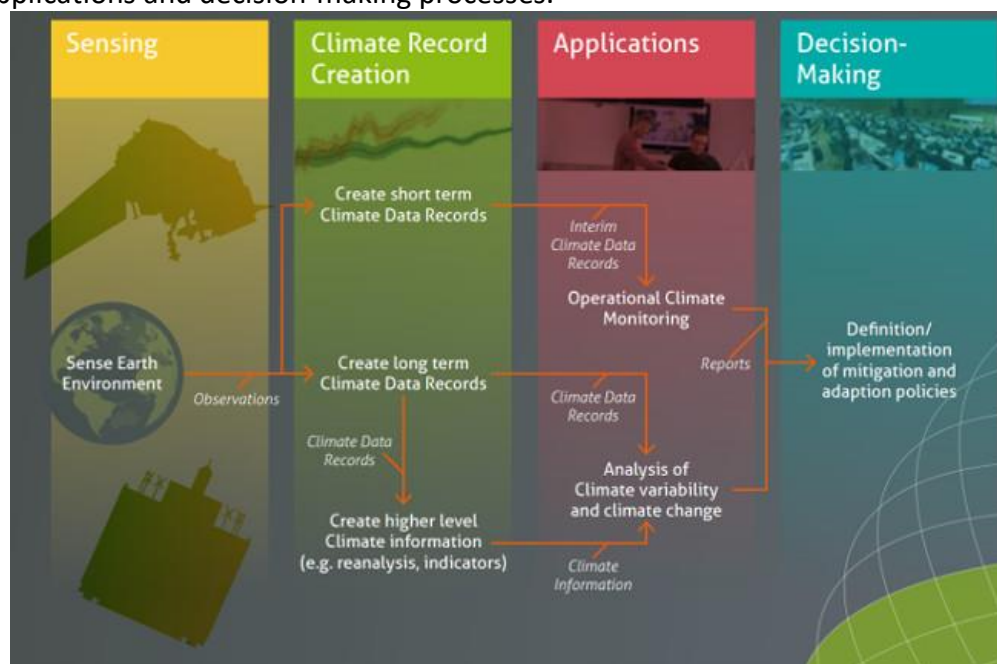 applications and decision-making processes.
Sensing
Climate Record
Creation
Applications
Decision-
Making
Create short term
Climate Data Records
Interim
Climate Data
Records
Operational Climate
Monitoring
Sense Earth
Environment
Observations
Create long term
Climate Data Records
Climate Data
Records
Reports
Definition/
implementation
of mitigation and
adaption policies
Climate Data
Records
Analysis of
Climate variability
and climate change
Create higher level
Climate information
(e.g. reanalysis, indicators)
Climate
Information